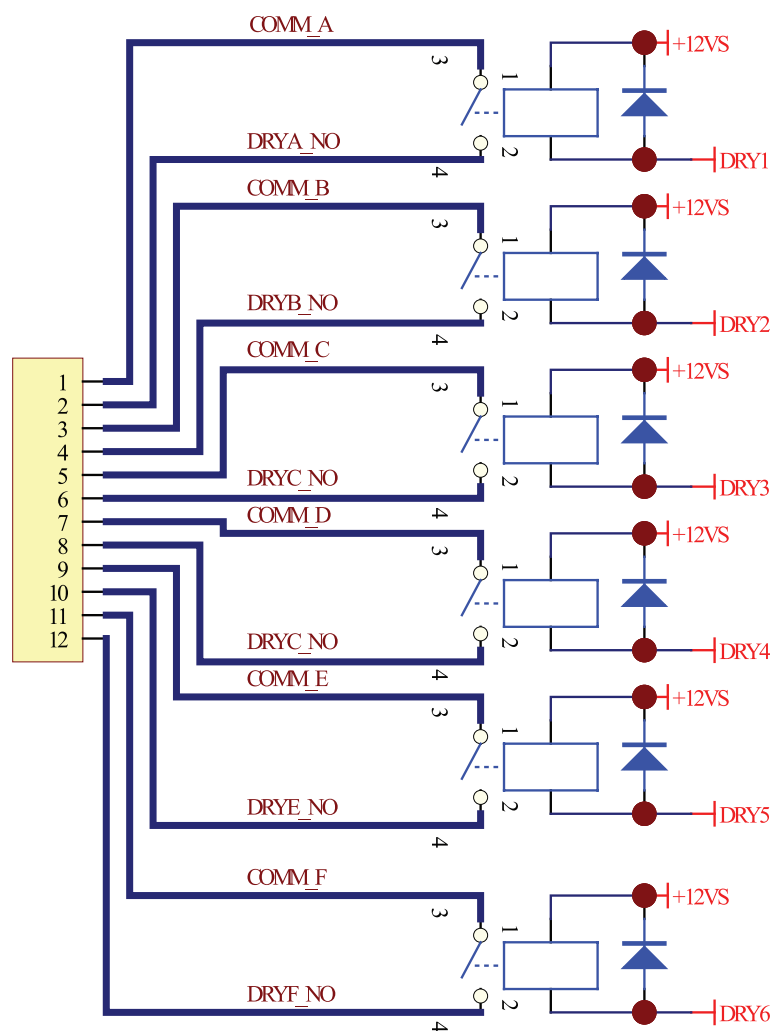 COMM_A
3
1
+12VS
DRYA_NO
4
2
DRY1
COMM_B
3
1
+12VS
DRYB_NO
4
2
DRY2
COMM_C
3
1
+12VS
DRYC_NO
4
2
DRY3
COMM_D
3
1
+12VS
DRYC_NO
4
2
DRY4
COMM_E
3
1
+12VS
DRYE_NO
4
2
DRY5
COMM_F
3
1
+12VS
DRYF_NO
4
2
DRY6
1
2
3
4
5
6
7
8
9
10
11
12